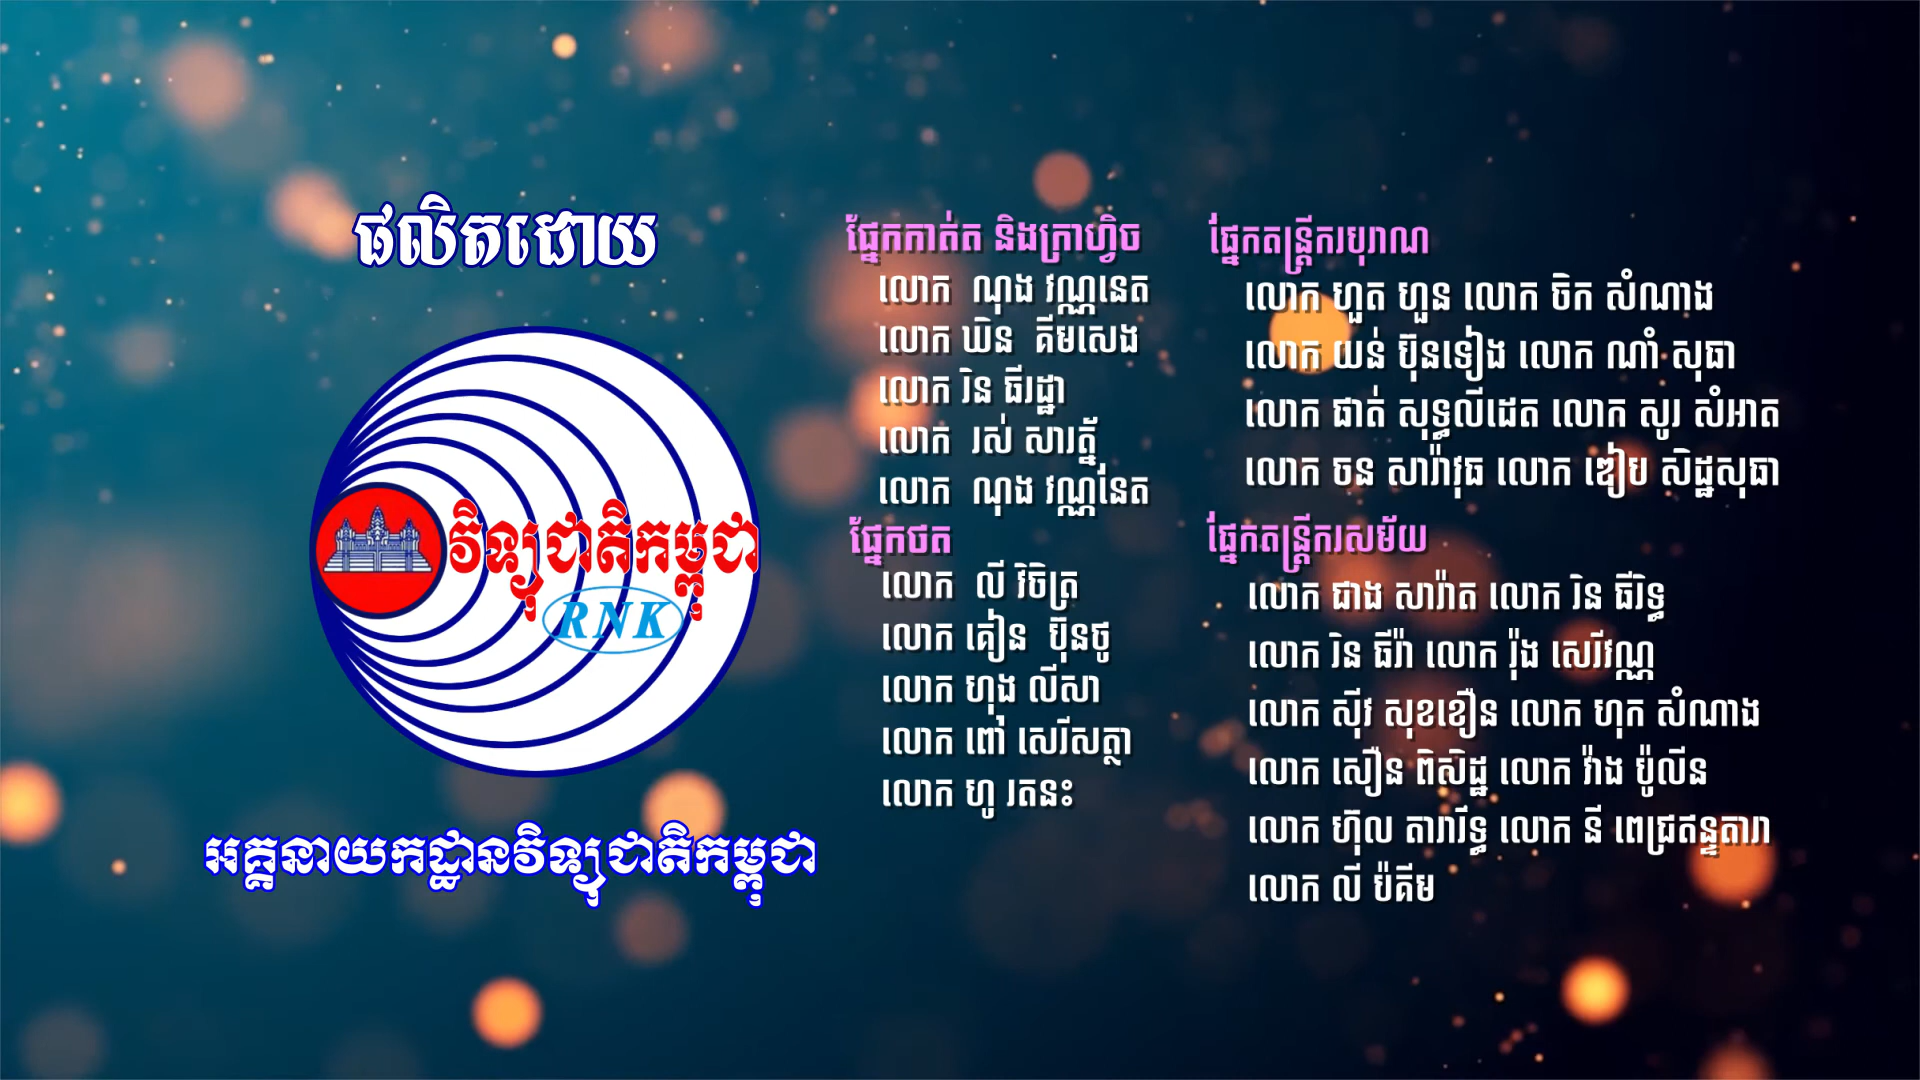 ផលិតដោយ
វិទ្យុជាតិកម្ពុជា
RNK
អគ្គនាយកដ្ឋានវិទ្យុជាតិកម្ពុជា
ផ្នែកកាត់ត និងក្រាហ្វិច
លោក ណុង វណ្ណនេត
លោក ឃិន គីមសេង
លោក រិន ធីរដ្ឋា
លោក រស់ សារត្ន័
លោក ណុង វណ្ណនេត
ផ្នែកថត
លោក លី វិចិត្រ
លោក គៀន ប៊ុនថូ
លោក ហុង លីសា
លោក ពៅ សេរីសត្ថា
លោក ហូ រតនះ
ផ្នែកតន្ត្រីករបុរាណ
លោក ហួត ហួន លោក ចិក សំណាង
លោក យន់ ប៊ុនទៀង លោក ណាំ សុធា
លោក ផាត់ សុទ្ធលីដេត លោក សូរ សំអាត
លោក ចន សារ៉ាវុធ លោក ឌៀប សិដ្ឋសុធា
ផ្នែកតន្ត្រីករសម័យ
លោក ជាង សារ៉ាត លោក រិន ធីរិទ្ធ
លោក រិន ធីរ៉ា លោក រ៉ុង សេរីវណ្ណ
លោក ស៊ីវ សុខខឿន លោក ហុក សំណាង
លោក សឿន ពិសិដ្ឋ លោក វ៉ាង ប៉ូលីន
លោក ហ៊ុល តារារីទ្ធ លោក នី ពេជ្រឥន្ទតារា
លោក លី ប៉គីម